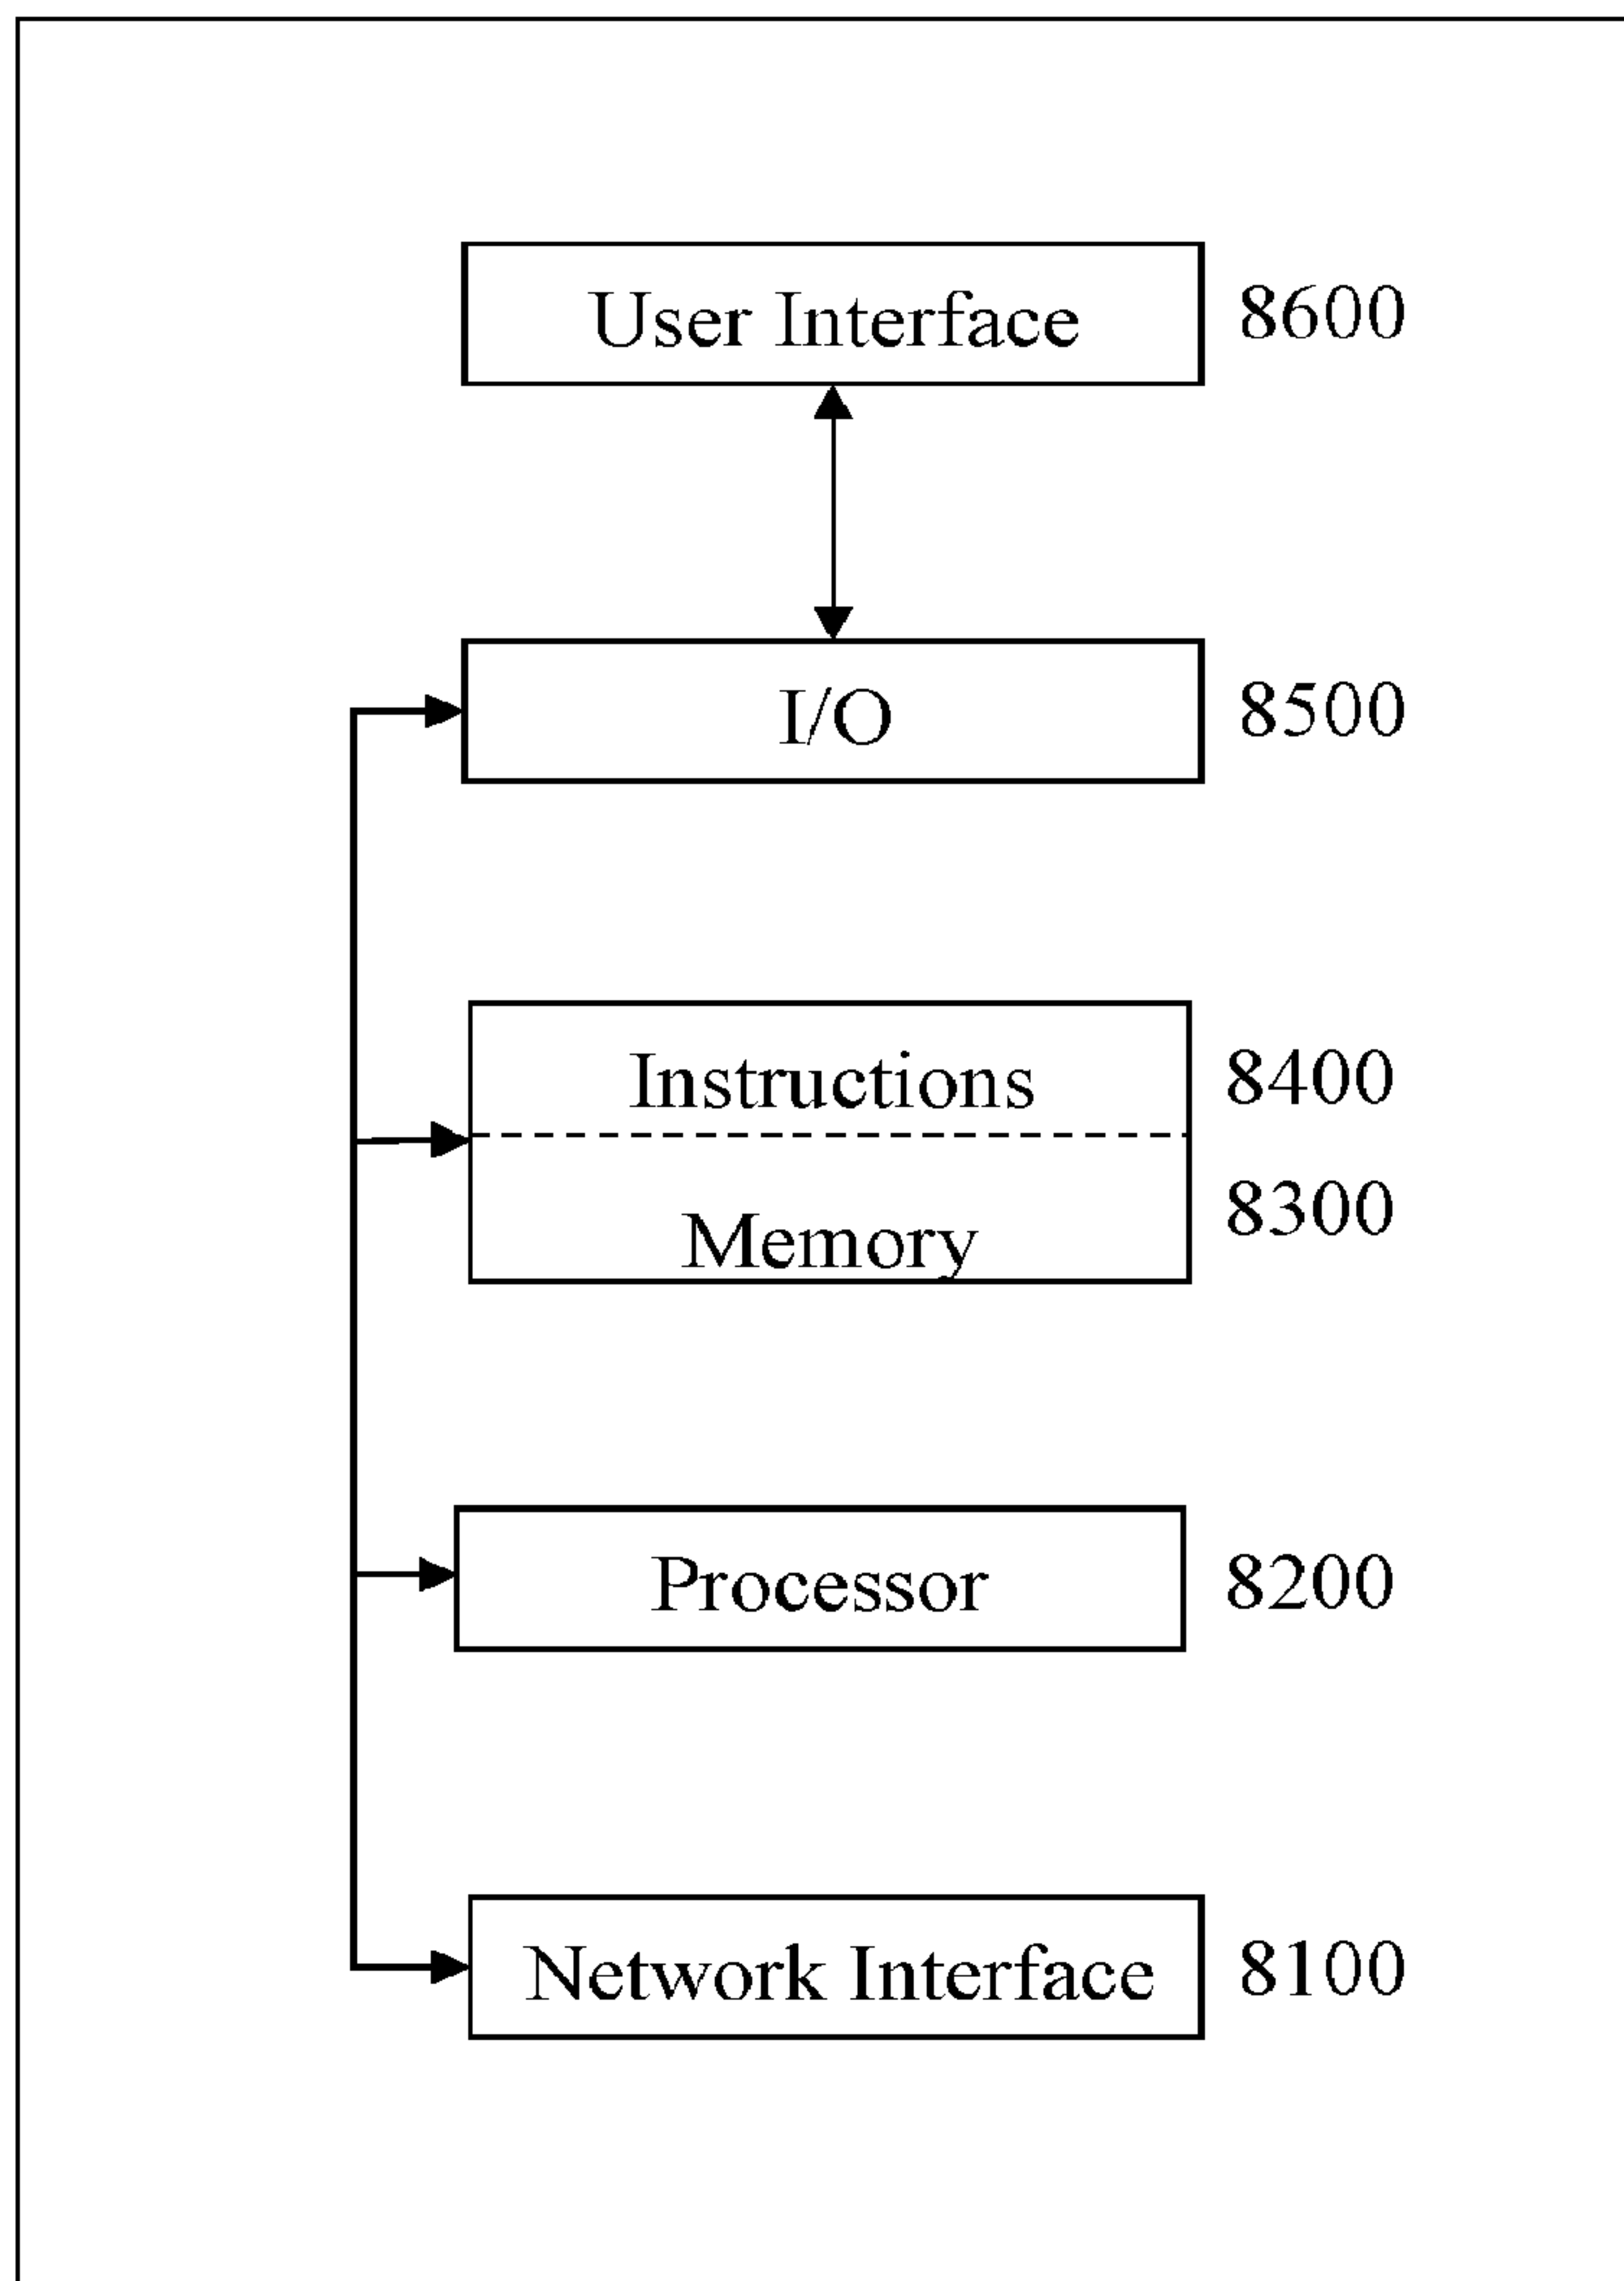 User Interface 8600
I/O 8500
Instructions 8400
Memory 8300
Processor 8200
Network Interface 8100